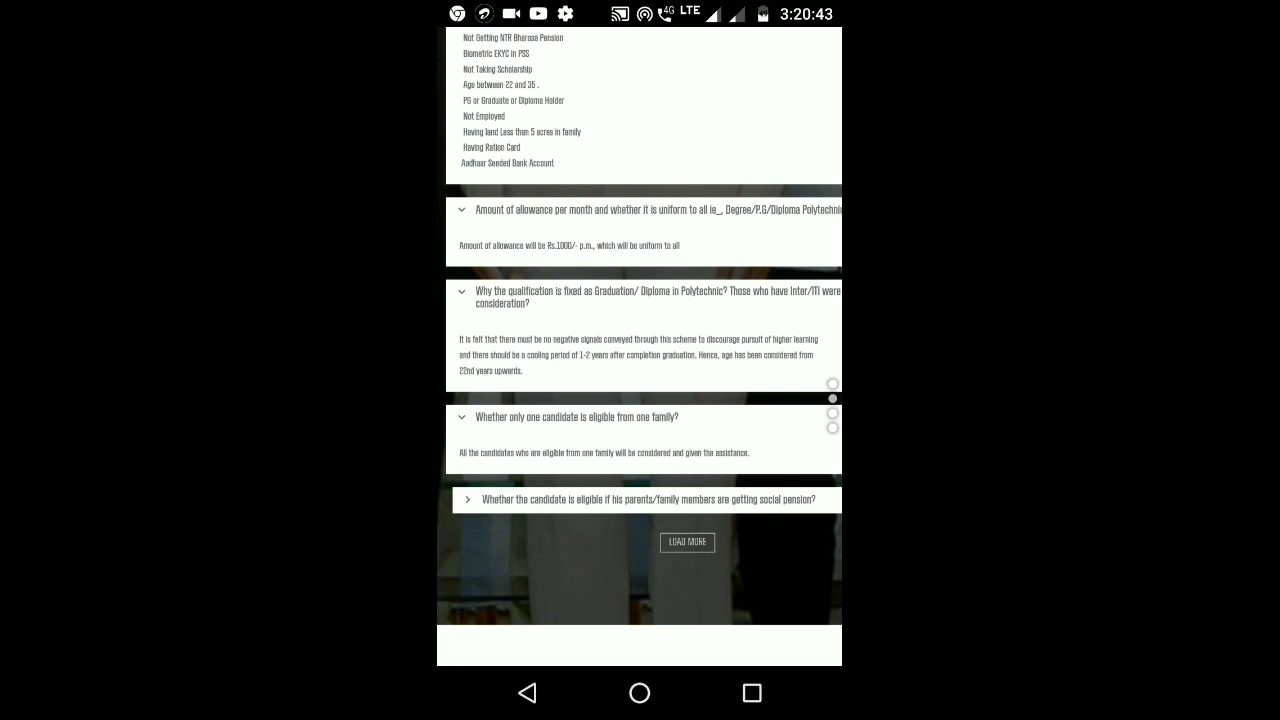 4G LTE 49 3:20:43
Not Getting NTR Bharosa Pension
Biometric EKYC in PSS
Not Taking Scholarship
Age between 22 and 35 .
PG or Graduate or Diploma Holder
Not Employed
Having land Less than 5 acres in family
Having Ration Card
Aadhaar Seeded Bank Account
Amount of allowance per month and whether it is uniform to all ie_, Degree/P.G/Diploma Polytechnic
Amount of allowance will be Rs.1000/- p.m., which will be uniform to all
Why the qualification is fixed as Graduation/ Diploma in Polytechnic? Those who have Inter/ITI were
consideration?
It is felt that there must be no negative signals conveyed through this scheme to discourage pursuit of higher learning
and there should be a cooling period of 1-2 years after completion graduation. Hence, age has been considered from
22nd years upwards.
Whether only one candidate is eligible from one family?
All the candidates who are eligible from one family will be considered and given the assistance.
Whether the candidate is eligible if his parents/family members are getting social pension?
LOAD MORE